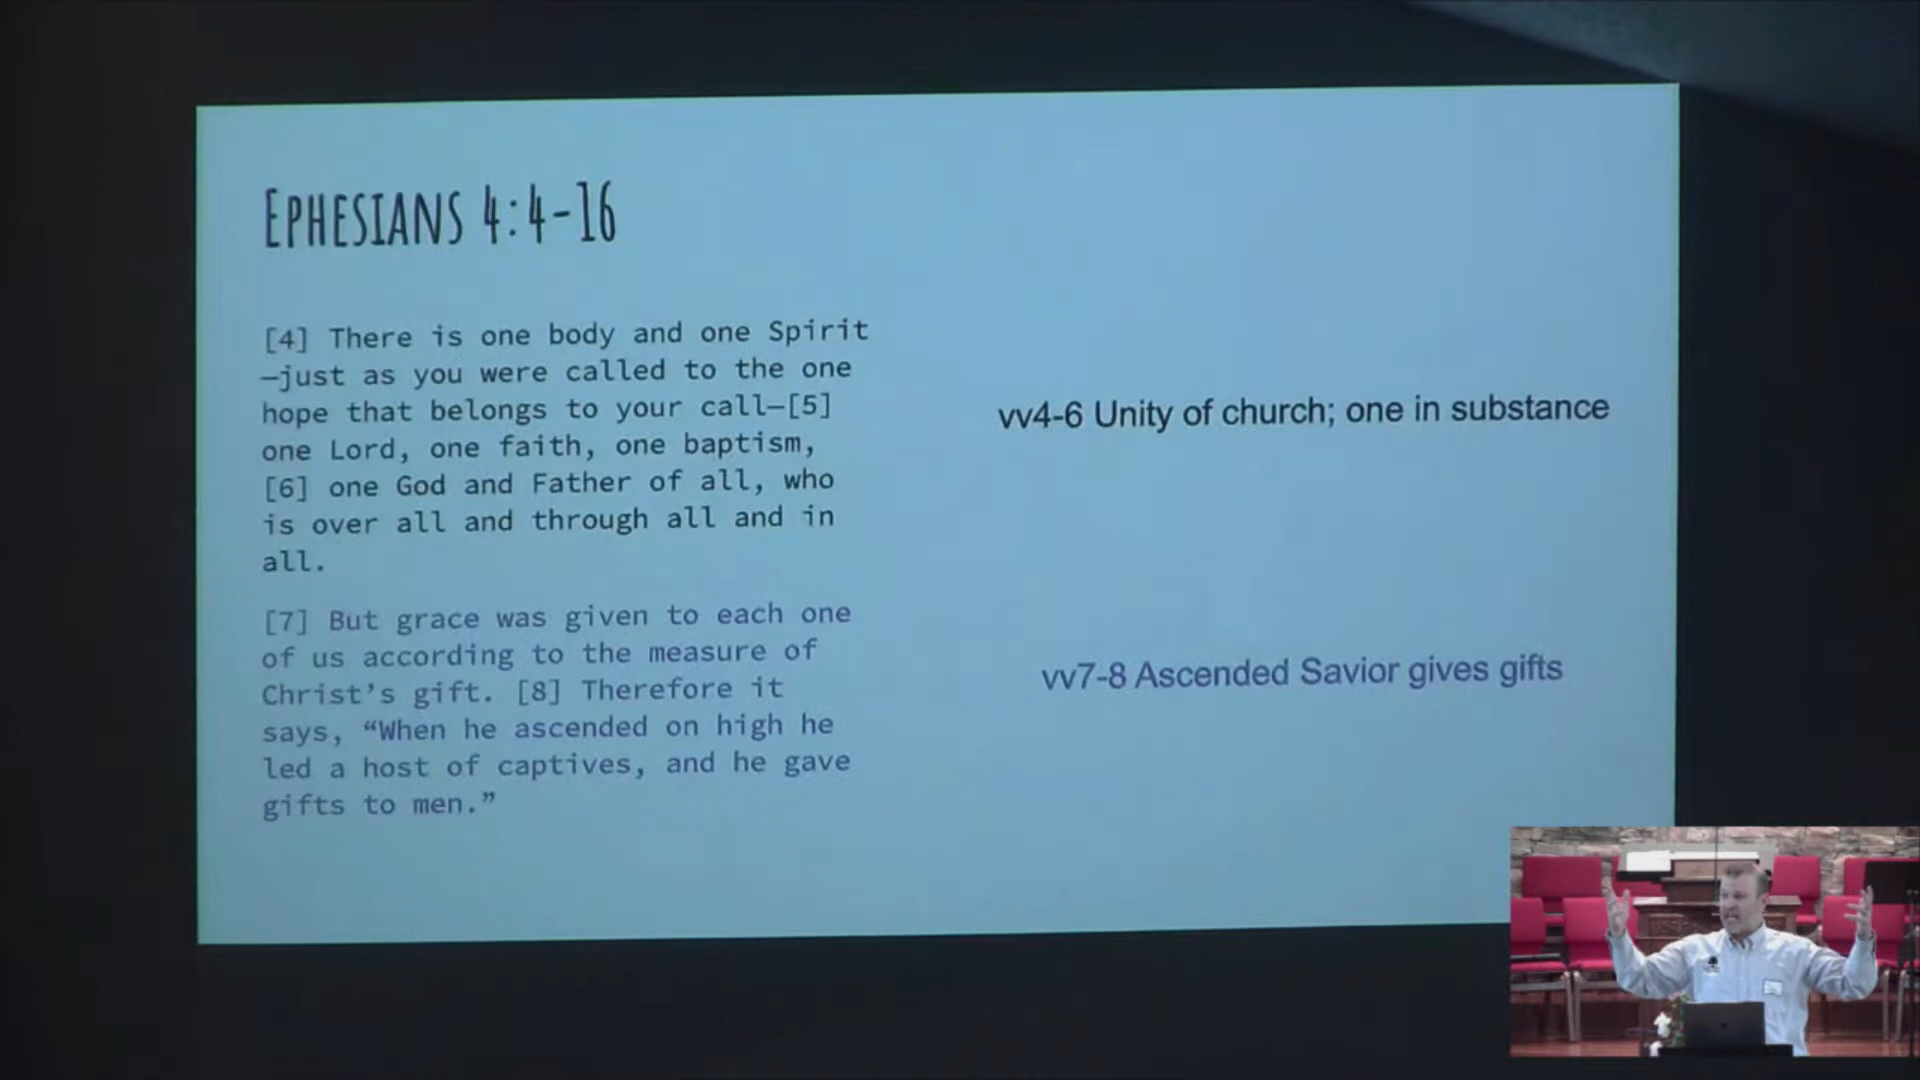 EPHESIANS 4:4-16
[4] There is one body and one Spirit
—just as you were called to the one
hope that belongs to your call—[5]
one Lord, one faith, one baptism,
[6] one God and Father of all, who
is over all and through all and in
all.
vv4-6 Unity of church; one in substance
[7] But grace was given to each one
of us according to the measure of
Christ’s gift. [8] Therefore it
says, “When he ascended on high he
led a host of captives, and he gave
gifts to men.”
vv7-8 Ascended Savior gives gifts